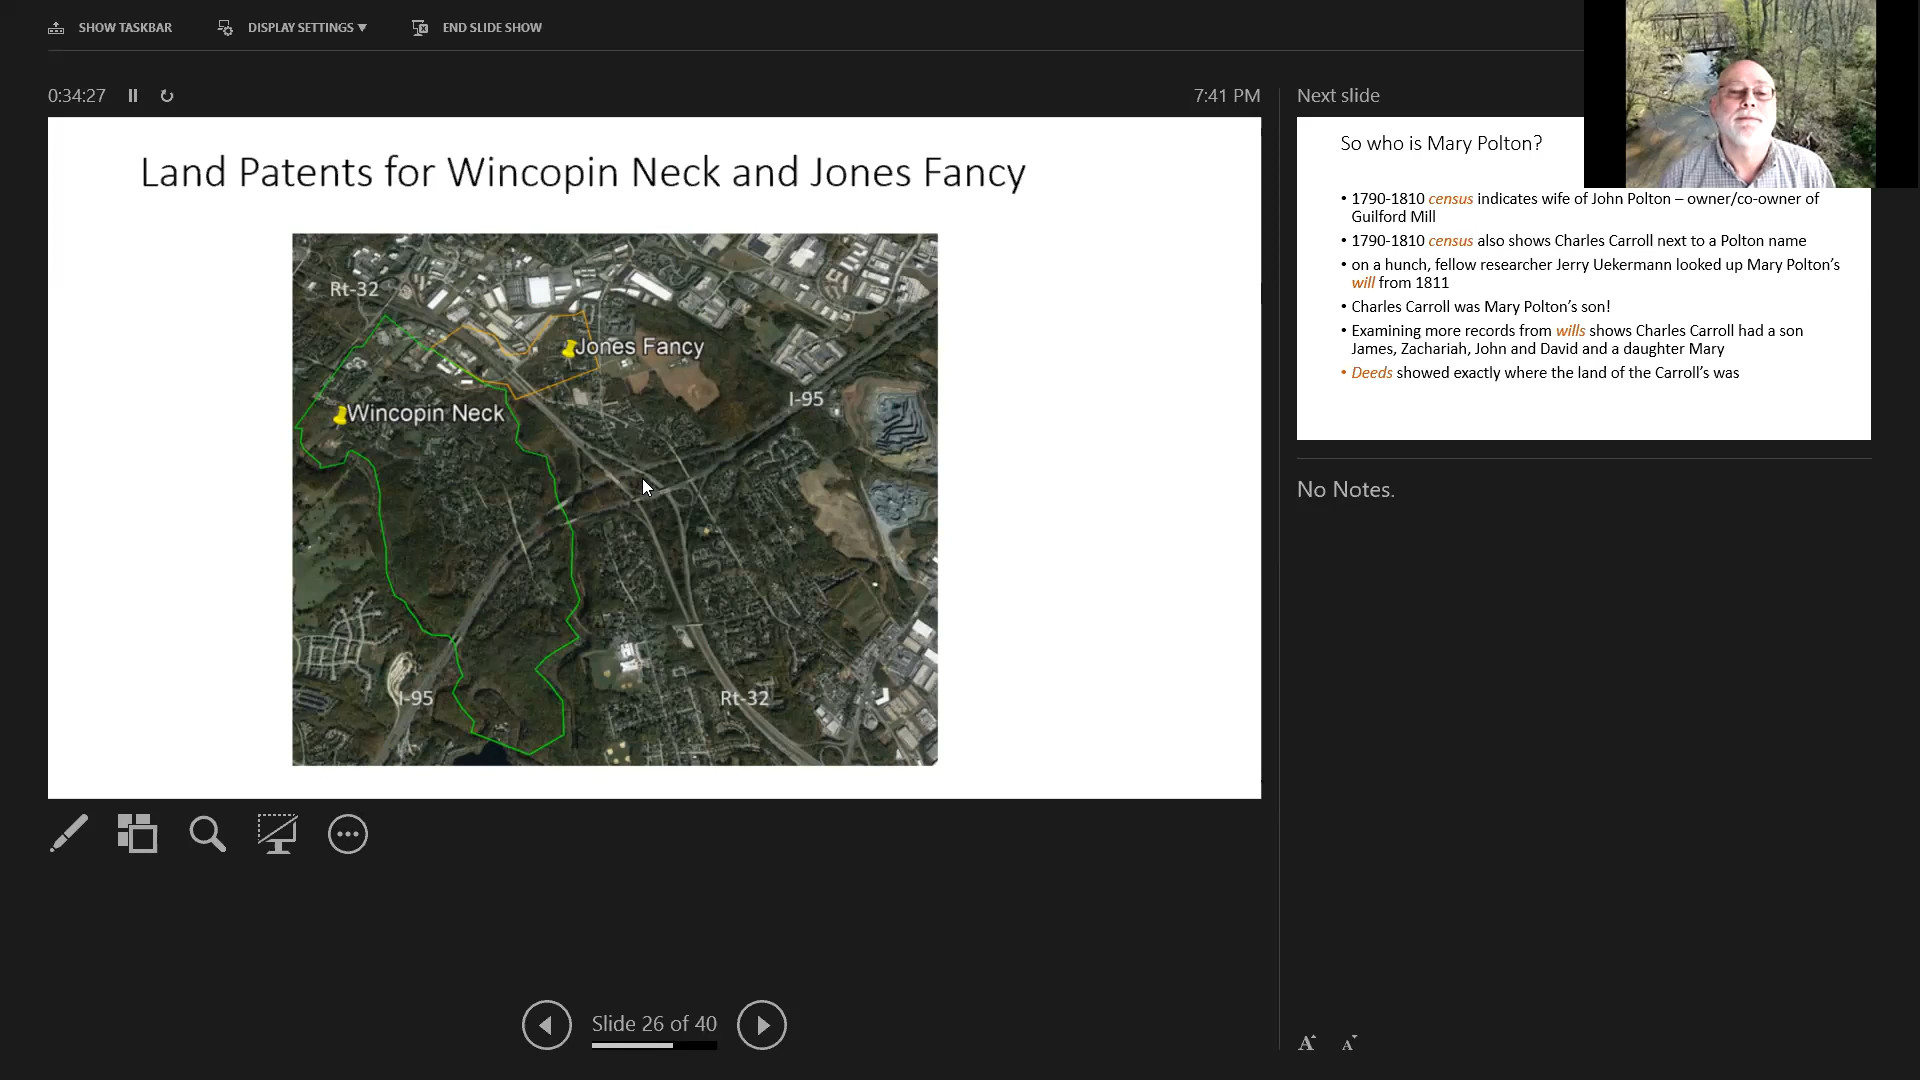 SHOW TASKBAR
DISPLAY SETTINGS ▼
END SLIDE SHOW
0:34:27
7:41 PM
Land Patents for Wincopin Neck and Jones Fancy
Rt-32
Jones Fancy
I-95
Wincopin Neck
I-95
Rt-32
Slide 26 of 40
Next slide
So who is Mary Polton?
• 1790-1810 census indicates wife of John Polton – owner/co-owner of
Guilford Mill
• 1790-1810 census also shows Charles Carroll next to a Polton name
• on a hunch, fellow researcher Jerry Uekermann looked up Mary Polton's
will from 1811
• Charles Carroll was Mary Polton's son!
• Examining more records from wills shows Charles Carroll had a son
James, Zachariah, John and David and a daughter Mary
• Deeds showed exactly where the land of the Carroll's was
No Notes.
A A